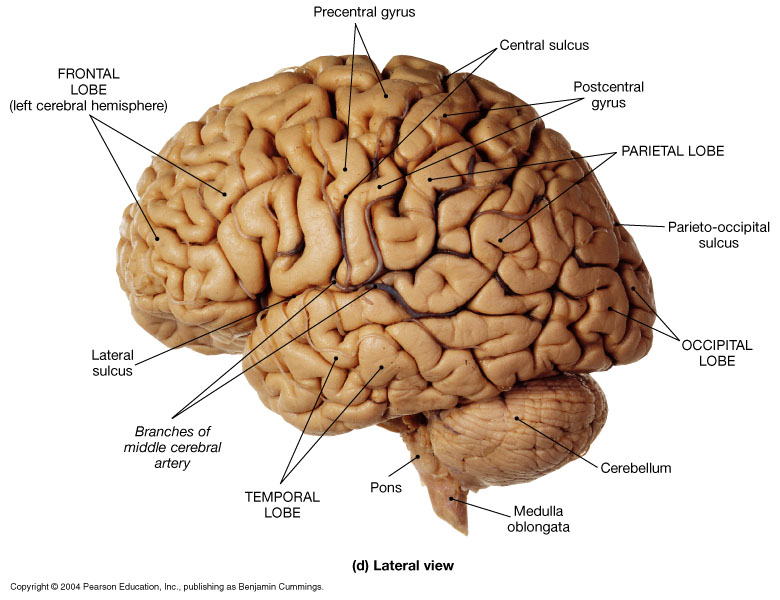 Precentral gyrus
Central sulcus
FRONTAL
LOBE
(left cerebral hemisphere)
Postcentral
gyrus
PARIETAL LOBE
Parieto-occipital
sulcus
OCCIPITAL
LOBE
Lateral
sulcus
Branches of
middle cerebral
artery
TEMPORAL
LOBE
Pons
Cerebellum
Medulla
oblongata
(d) Lateral view
Copyright © 2004 Pearson Education, Inc., publishing as Benjamin Cummings.